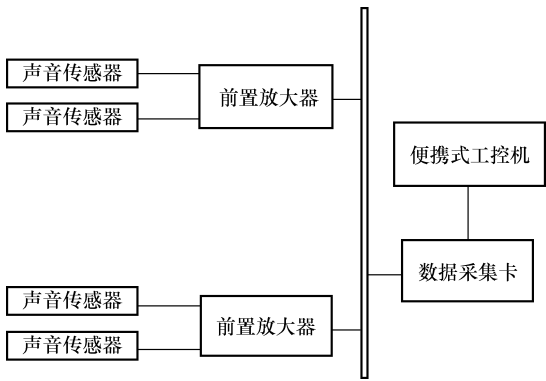 声音传感器
前置放大器
声音传感器
便携式工控机
数据采集卡
声音传感器
前置放大器
声音传感器